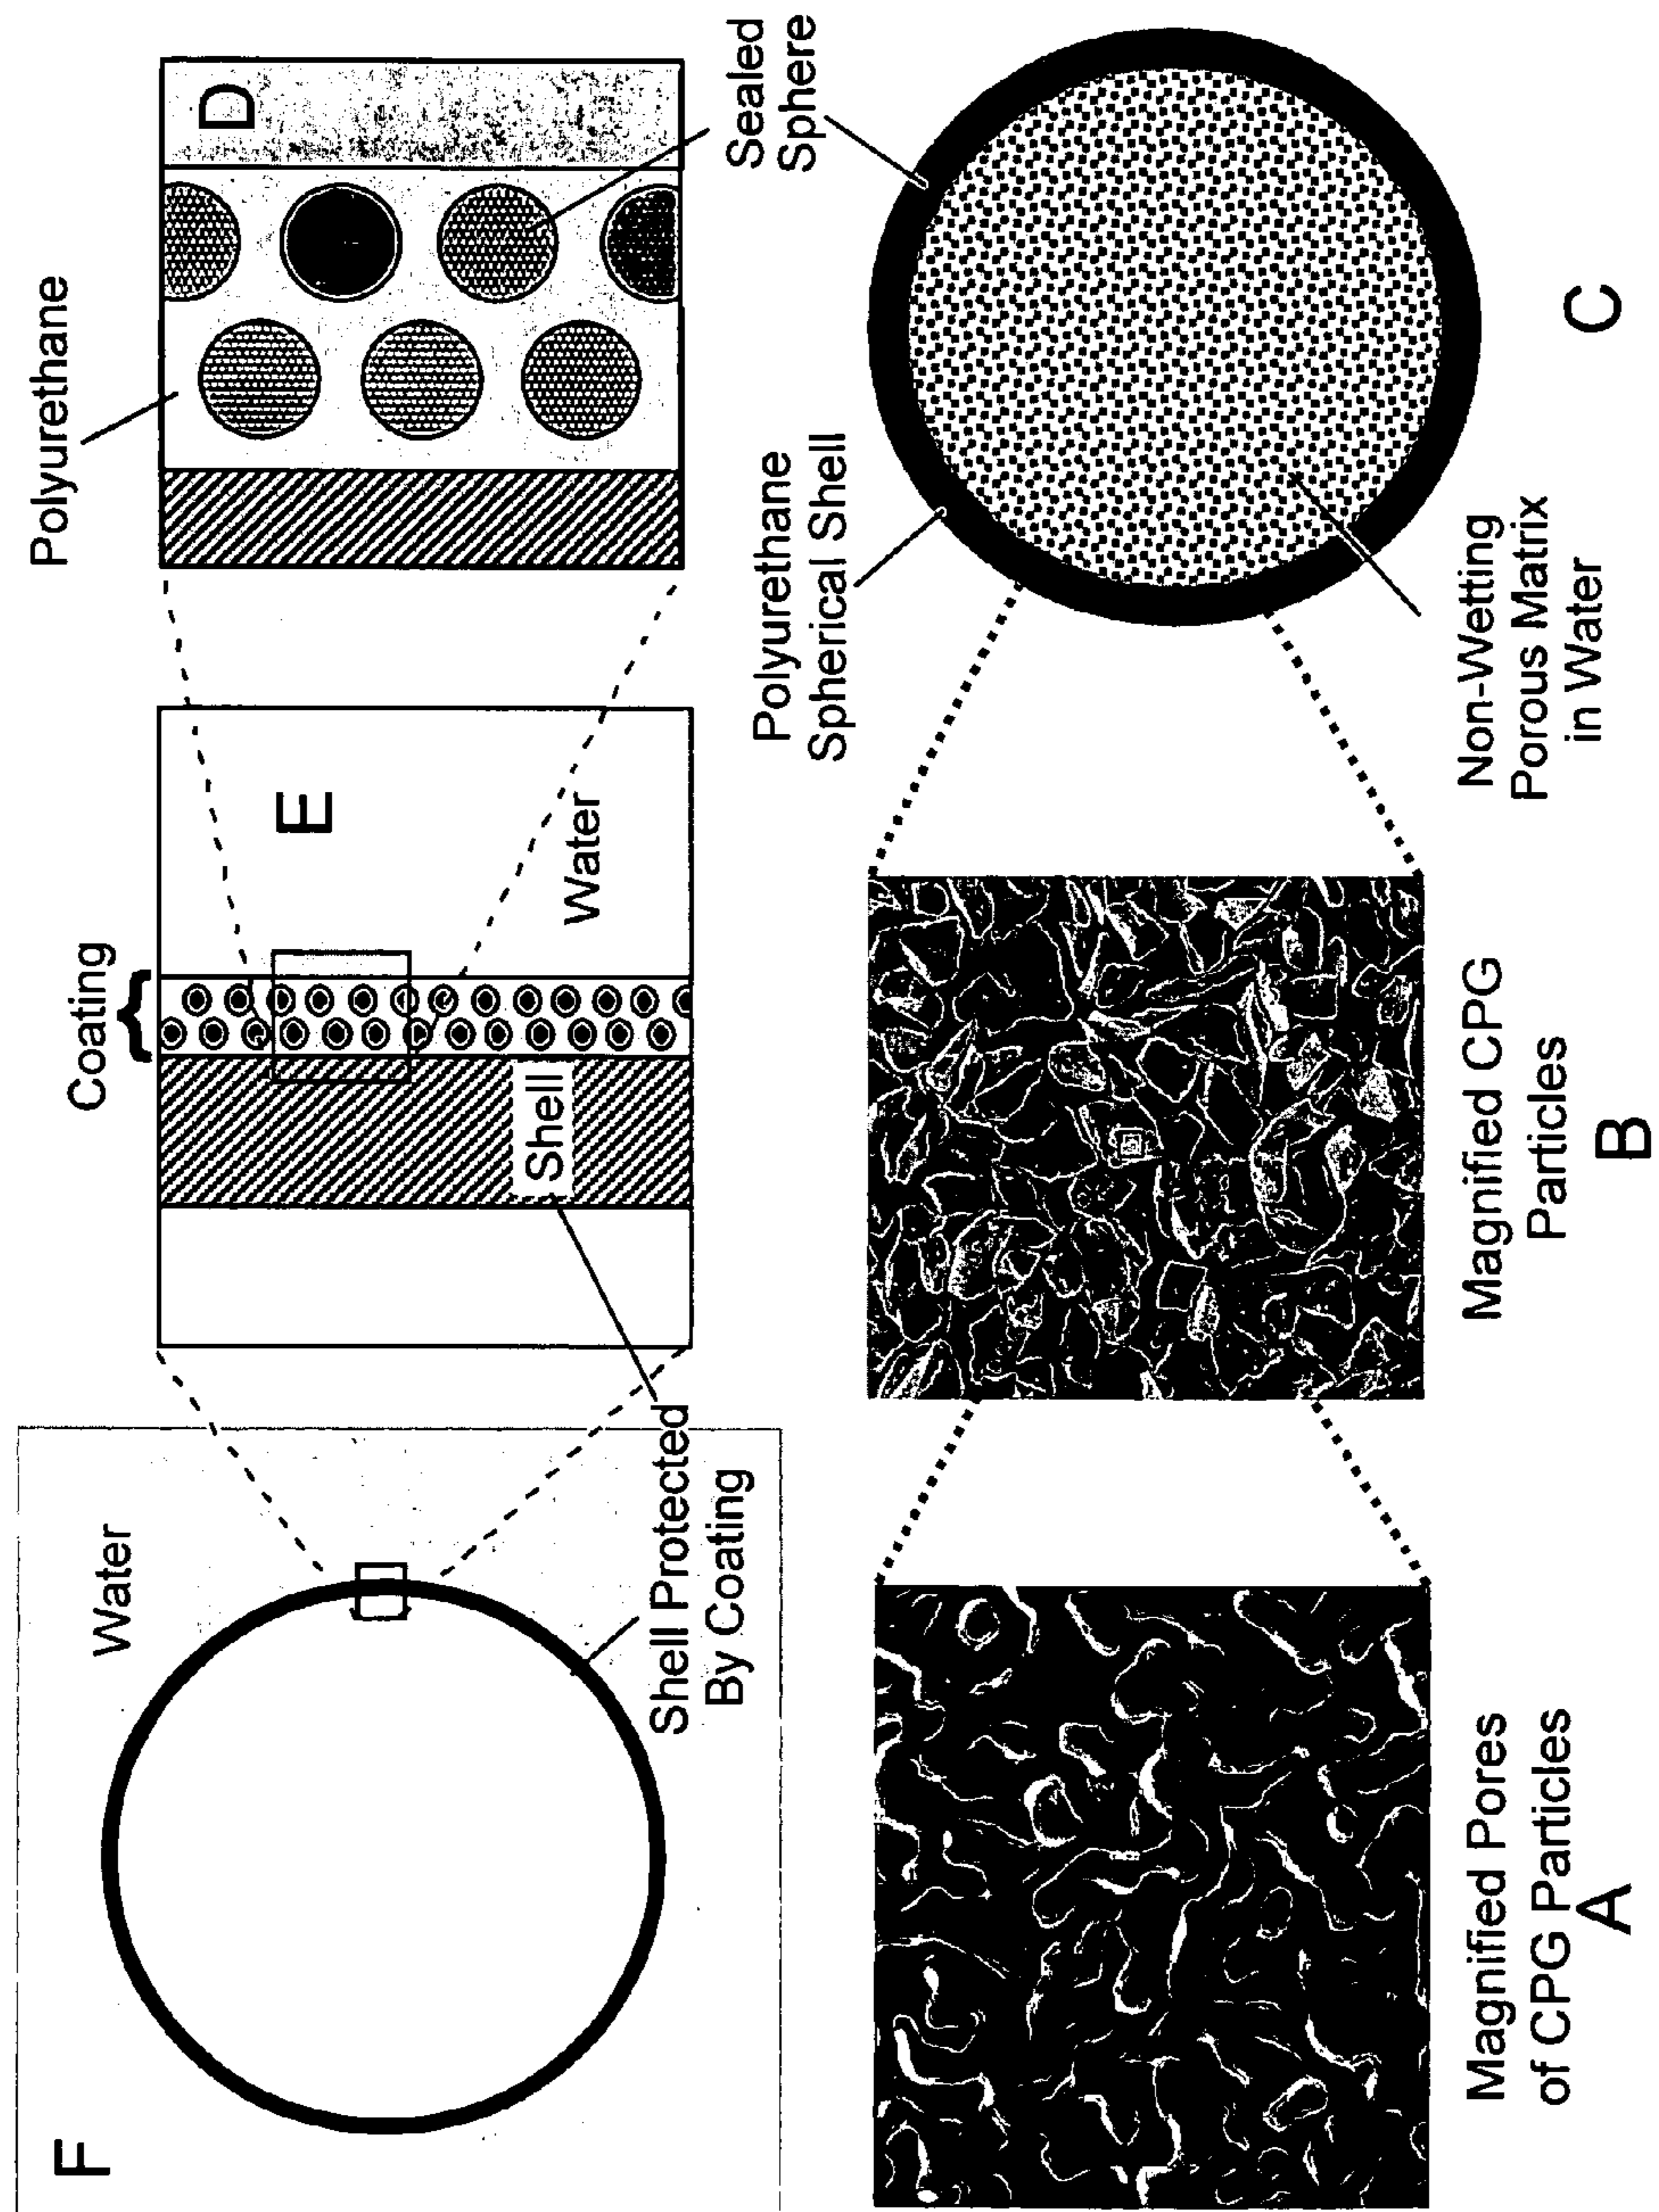 F
Water
Shell Protected
By Coating
Coating
Shell
E
Water
Polyurethane
D
Sealed
Sphere
Magnified Pores
of CPG Particles
A
Magnified CPG
Particles
B
Polyurethane
Spherical Shell
Non-Wetting
Porous Matrix
in Water
C